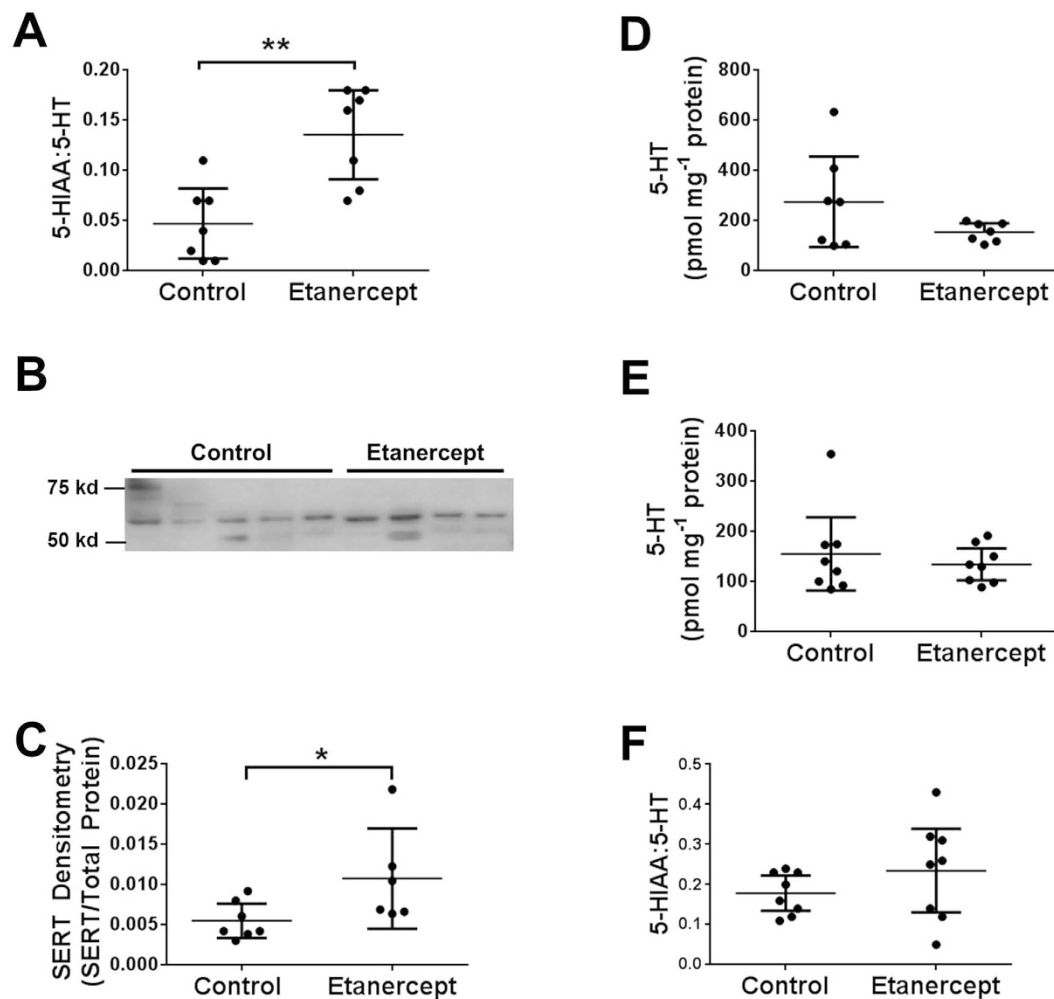 A
**
5-HIAA:5-HT
0.20
0.15
0.10
0.05
0.00
Control Etanercept
B
Control Etanercept
75 kd
50 kd
C
*
SERT Densitometry
(SERT/Total Protein)
0.025
0.020
0.015
0.010
0.005
0.000
Control Etanercept
D
5-HT
(pmol mg⁻¹ protein)
800
600
400
200
0
Control Etanercept
E
5-HT
(pmol mg⁻¹ protein)
400
300
200
100
0
Control Etanercept
F
5-HIAA:5-HT
0.5
0.4
0.3
0.2
0.1
0.0
Control Etanercept